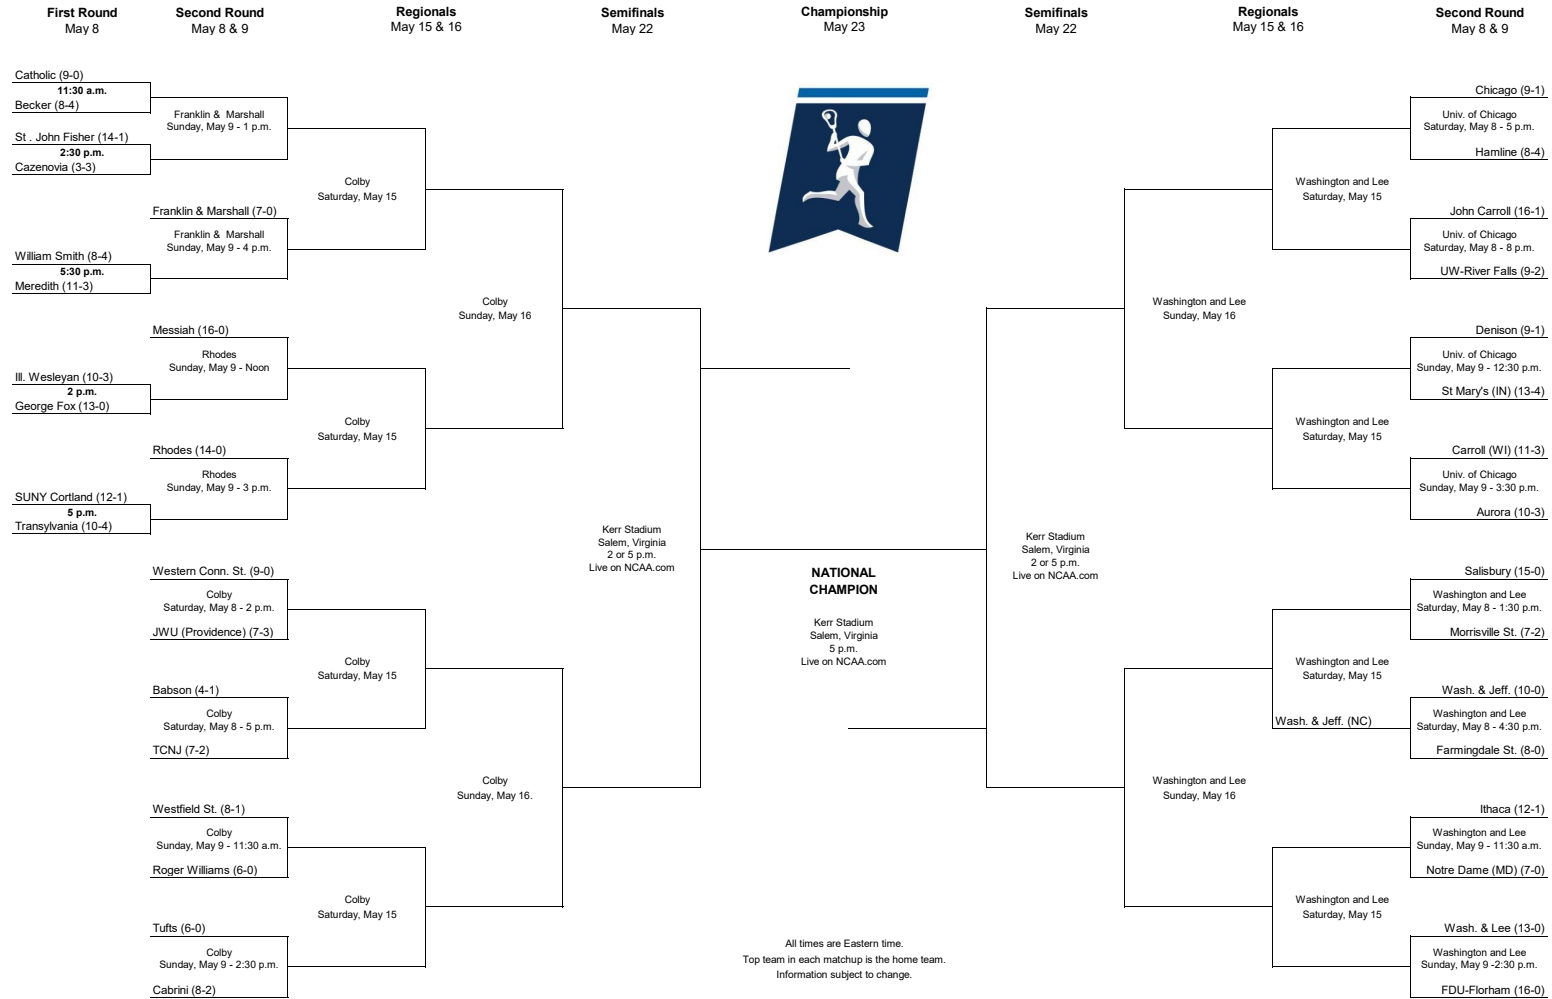 First Round
May 8
Second Round
May 8 & 9
Regionals
May 15 & 16
Semifinals
May 22
Championship
May 23
Semifinals
May 22
Regionals
May 15 & 16
Second Round
May 8 & 9
Catholic (9-0)
11:30 a.m.
Becker (8-4)
St . John Fisher (14-1)
2:30 p.m.
Cazenovia (3-3)
William Smith (8-4)
5:30 p.m.
Meredith (11-3)
Ill. Wesleyan (10-3)
2 p.m.
George Fox (13-0)
SUNY Cortland (12-1)
5 p.m.
Transylvania (10-4)
Franklin & Marshall
Sunday, May 9 - 1 p.m.
Franklin & Marshall (7-0)
Franklin & Marshall
Sunday, May 9 - 4 p.m.
Messiah (16-0)
Rhodes
Sunday, May 9 - Noon
Rhodes (14-0)
Rhodes
Sunday, May 9 - 3 p.m.
Western Conn. St. (9-0)
Colby
Saturday, May 8 - 2 p.m.
JWU (Providence) (7-3)
Babson (4-1)
Colby
Saturday, May 8 - 5 p.m.
TCNJ (7-2)
Westfield St. (8-1)
Colby
Sunday, May 9 - 11:30 a.m.
Roger Williams (6-0)
Tufts (6-0)
Colby
Sunday, May 9 - 2:30 p.m.
Cabrini (8-2)
Colby
Saturday, May 15
Colby
Saturday, May 15
Colby
Saturday, May 15
Colby
Saturday, May 15
Colby
Sunday, May 16
Colby
Sunday, May 16.
Kerr Stadium
Salem, Virginia
2 or 5 p.m.
Live on NCAA.com
NATIONAL
CHAMPION
Kerr Stadium
Salem, Virginia
5 p.m.
Live on NCAA.com
All times are Eastern time.
Top team in each matchup is the home team.
Information subject to change.
Kerr Stadium
Salem, Virginia
2 or 5 p.m.
Live on NCAA.com
Washington and Lee
Sunday, May 16
Washington and Lee
Sunday, May 16
Washington and Lee
Saturday, May 15
Washington and Lee
Saturday, May 15
Washington and Lee
Saturday, May 15
Wash. & Jeff. (NC)
Washington and Lee
Saturday, May 15
Chicago (9-1)
Univ. of Chicago
Saturday, May 8 - 5 p.m.
Hamline (8-4)
John Carroll (16-1)
Univ. of Chicago
Saturday, May 8 - 8 p.m.
UW-River Falls (9-2)
Denison (9-1)
Univ. of Chicago
Sunday, May 9 - 12:30 p.m.
St Mary's (IN) (13-4)
Carroll (WI) (11-3)
Univ. of Chicago
Sunday, May 9 - 3:30 p.m.
Aurora (10-3)
Salisbury (15-0)
Washington and Lee
Saturday, May 8 - 1:30 p.m.
Morrisville St. (7-2)
Wash. & Jeff. (10-0)
Washington and Lee
Saturday, May 8 - 4:30 p.m.
Farmingdale St. (8-0)
Ithaca (12-1)
Washington and Lee
Sunday, May 9 - 11:30 a.m.
Notre Dame (MD) (7-0)
Wash. & Lee (13-0)
Washington and Lee
Sunday, May 9 -2:30 p.m.
FDU-Florham (16-0)